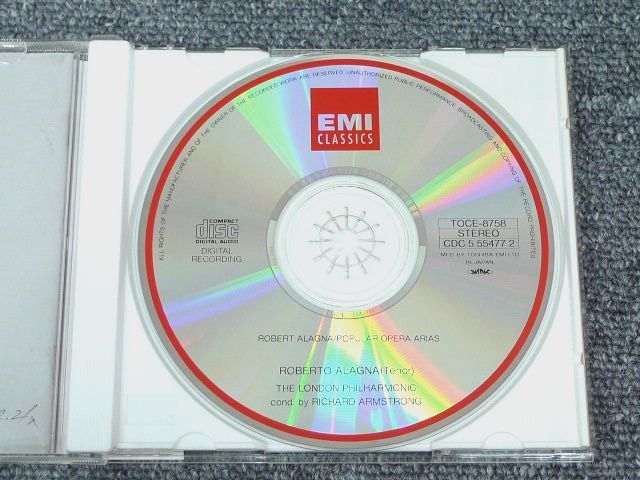 ALL RIGHTS OF THE MANUFACTURER AND OF THE OWNER OF THE RECORDED WORK ARE RESERVED. UNAUTHORIZED PUBLIC PERFORMANCE, BROADCASTING AND COPYING OF THE RECORD PROHIBITED
EMI
CLASSICS
COMPACT
disc
DIGITAL AUDIO
DIGITAL
RECORDING
TOCE-8758
STEREO
CDC 5 55477 2
MFD. BY TOSHIBA-EMI LTD.
IN JAPAN
ROBERT ALAGNA/POPULAR OPERA ARIAS
ROBERTO ALAGNA(Tenor)
THE LONDON PHILHARMONIC
cond. by RICHARD ARMSTRONG